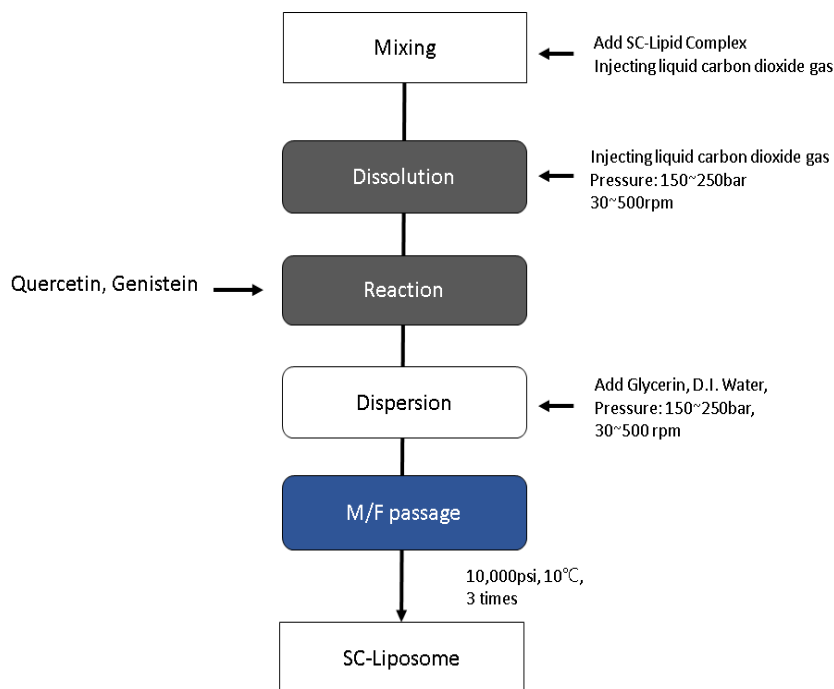 Mixing
Add SC-Lipid Complex
Injecting liquid carbon dioxide gas
Dissolution
Injecting liquid carbon dioxide gas
Pressure: 150~250bar
30~500rpm
Quercetin, Genistein
Reaction
Dispersion
Add Glycerin, D.I. Water,
Pressure: 150~250bar,
30~500 rpm
M/F passage
10,000psi, 10℃,
3 times
SC-Liposome